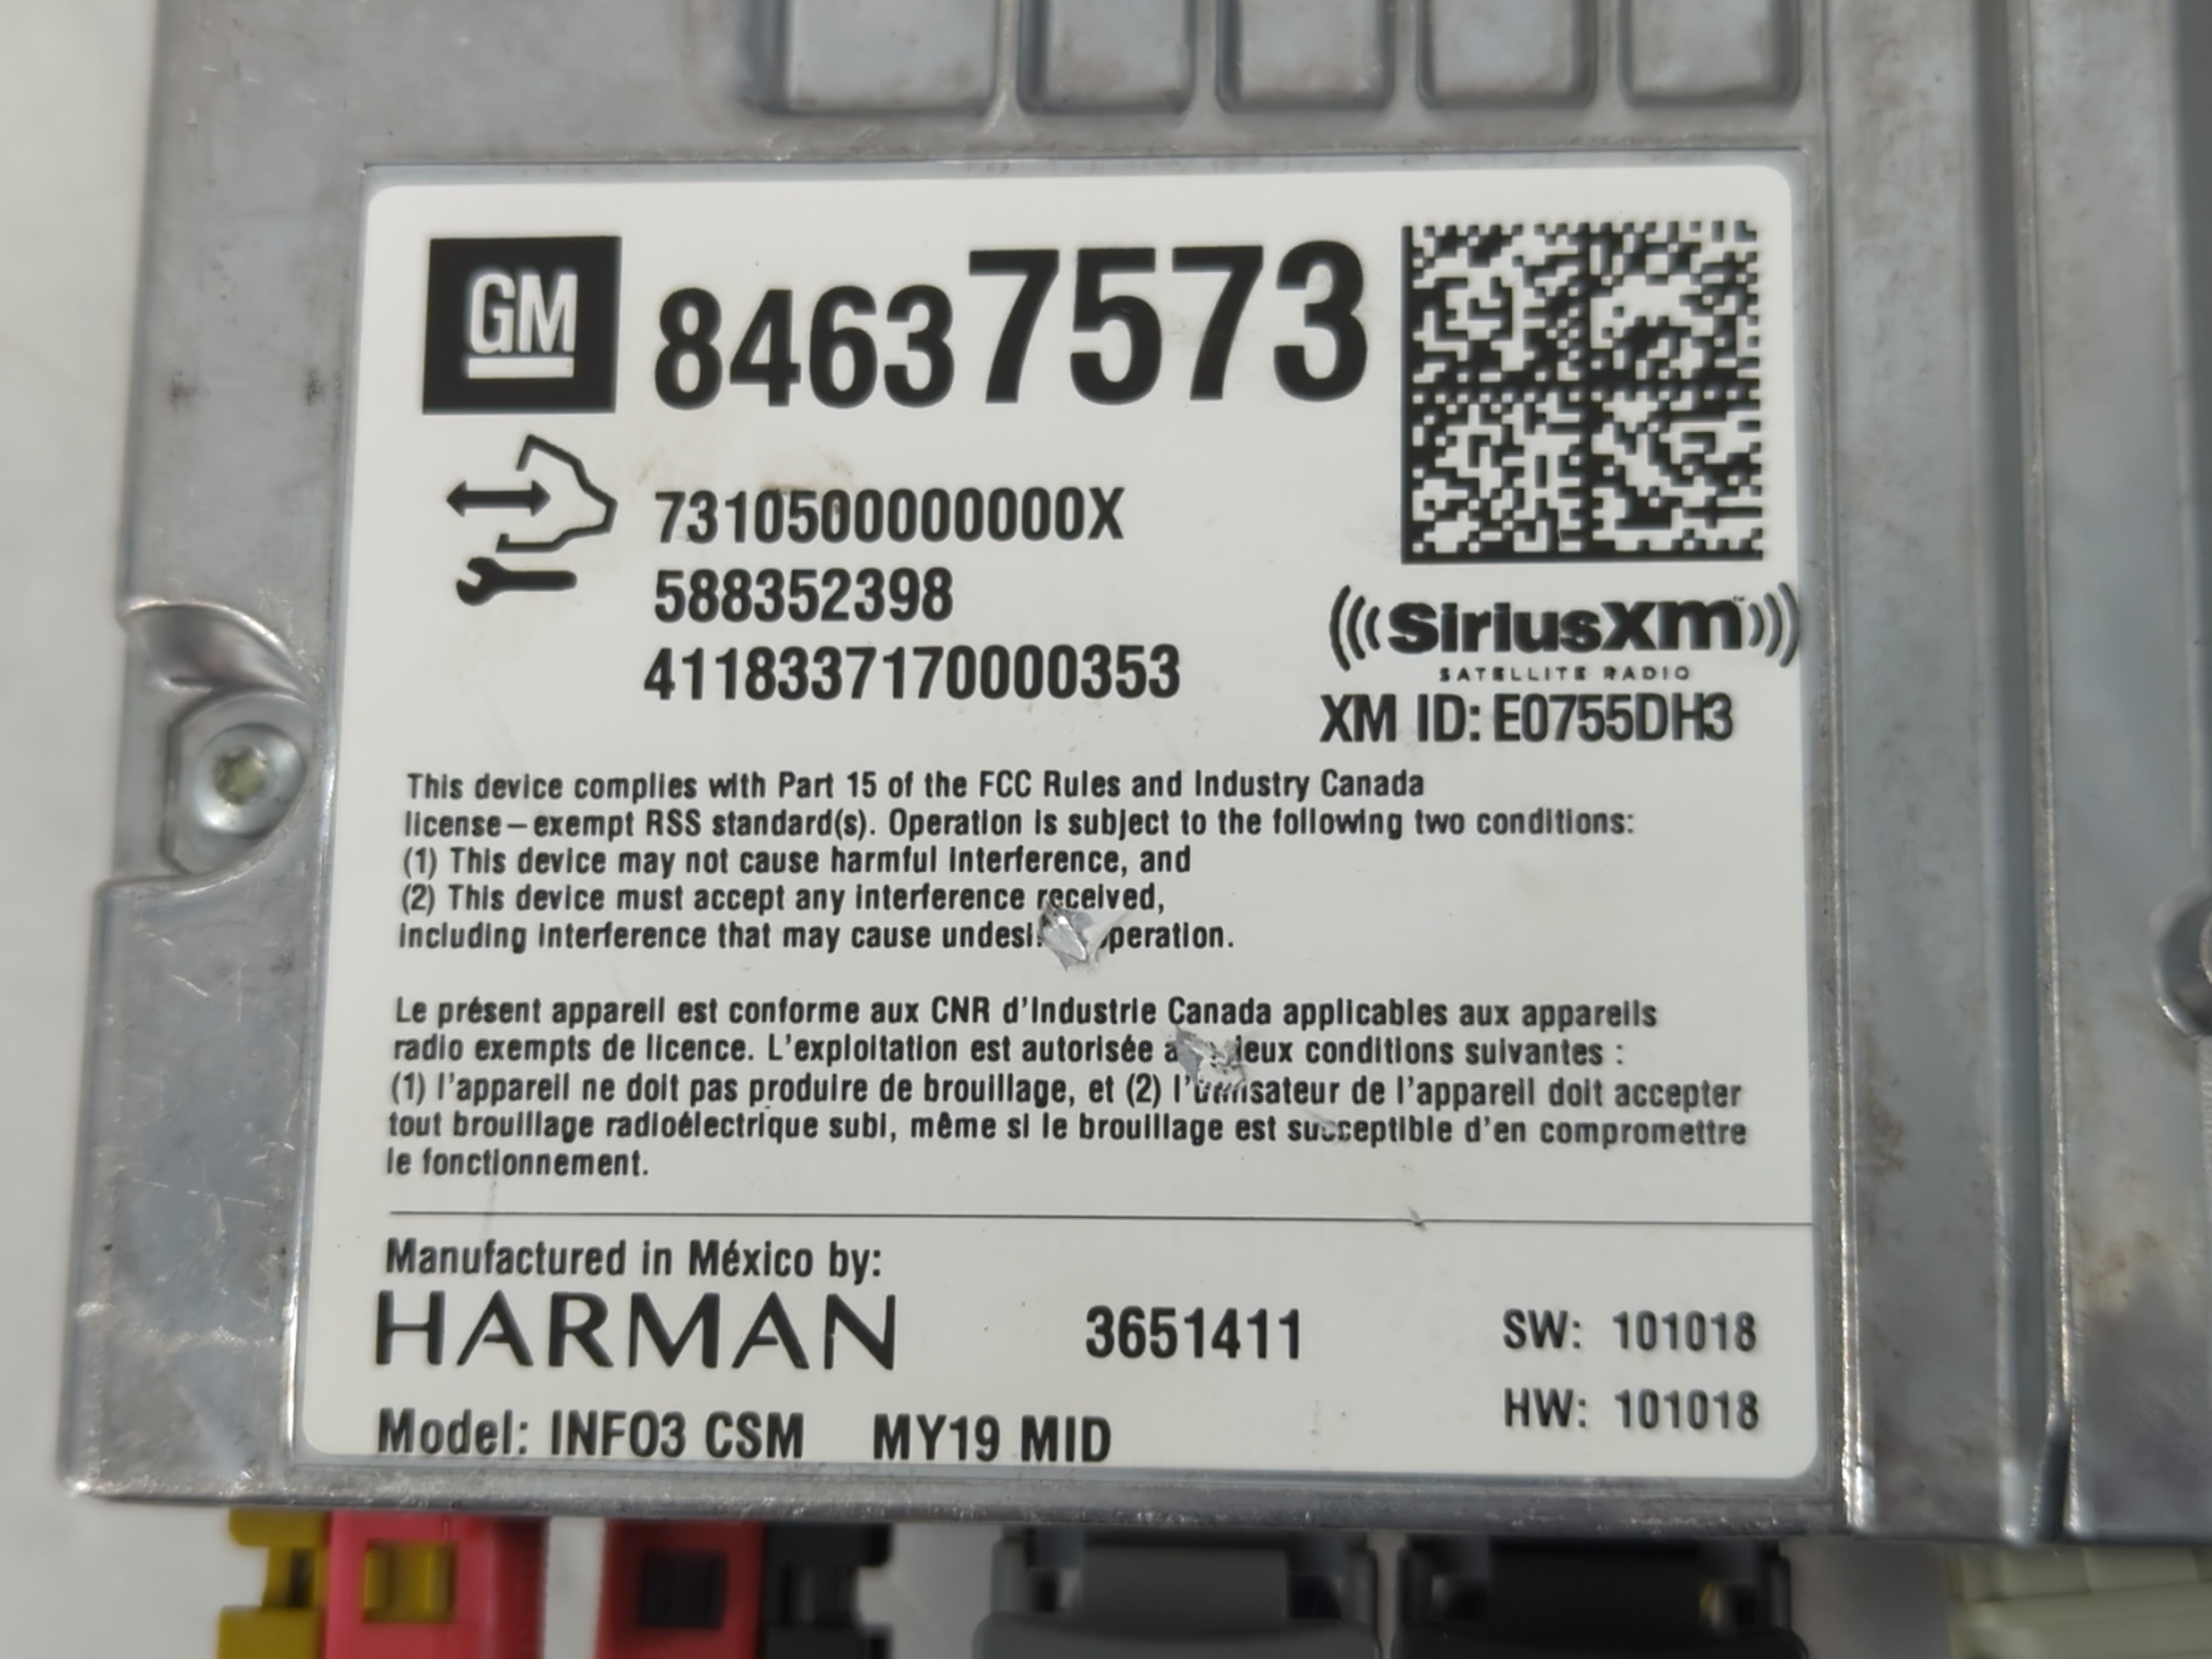 GM 84637573
7310500000000X
588352398
4118337170000353
SiriusXM™
SATELLITE RADIO
XM ID: E0755DH3
This device complies with Part 15 of the FCC Rules and Industry Canada
license-exempt RSS standard(s). Operation is subject to the following two conditions:
(1) This device may not cause harmful interference, and
(2) This device must accept any interference received,
including interference that may cause operation.
Le présent appareil est conforme aux CNR d'Industrie Canada applicables aux appareils
radio exempts de licence. L'exploitation est autorisée conditions suivantes :
(1) l'appareil ne doit pas produire de brouillage, et (2) l'utilisateur de l'appareil doit accepter
tout brouillage radioélectrique subi, même si le brouillage est susceptible d'en compromettre
le fonctionnement.
Manufactured in México by:
HARMAN 3651411 SW: 101018
HW: 101018
Model: INFO3 CSM MY19 MID